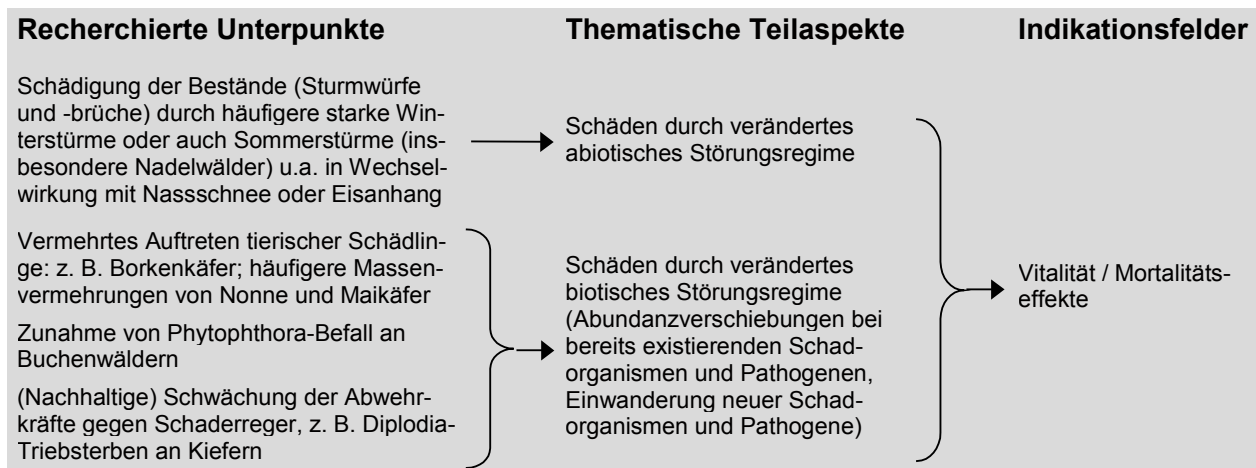 Recherchierte Unterpunkte
Thematische Teilaspekte
Indikationsfelder
Schädigung der Bestände (Sturmwürfe
und -brüche) durch häufigere starke Win-
terstürme oder auch Sommerstürme (ins-
besondere Nadelwälder) u.a. in Wechsel-
wirkung mit Nassschnee oder Eisanhang
Schäden durch verändertes
abiotisches Störungsregime
Vermehrtes Auftreten tierischer Schädlin-
ge: z. B. Borkenkäfer; häufigere Massen-
vermehrungen von Nonne und Maikäfer
Zunahme von Phytophthora-Befall an
Buchenwäldern
(Nachhaltige) Schwächung der Abwehr-
kräfte gegen Schaderreger, z. B. Diplodia-
Triebsterben an Kiefern
Schäden durch verändertes
biotisches Störungsregime
(Abundanzverschiebungen bei
bereits existierenden Schad-
organismen und Pathogenen,
Einwanderung neuer Schad-
organismen und Pathogene)
Vitalität / Mortalitäts-
effekte